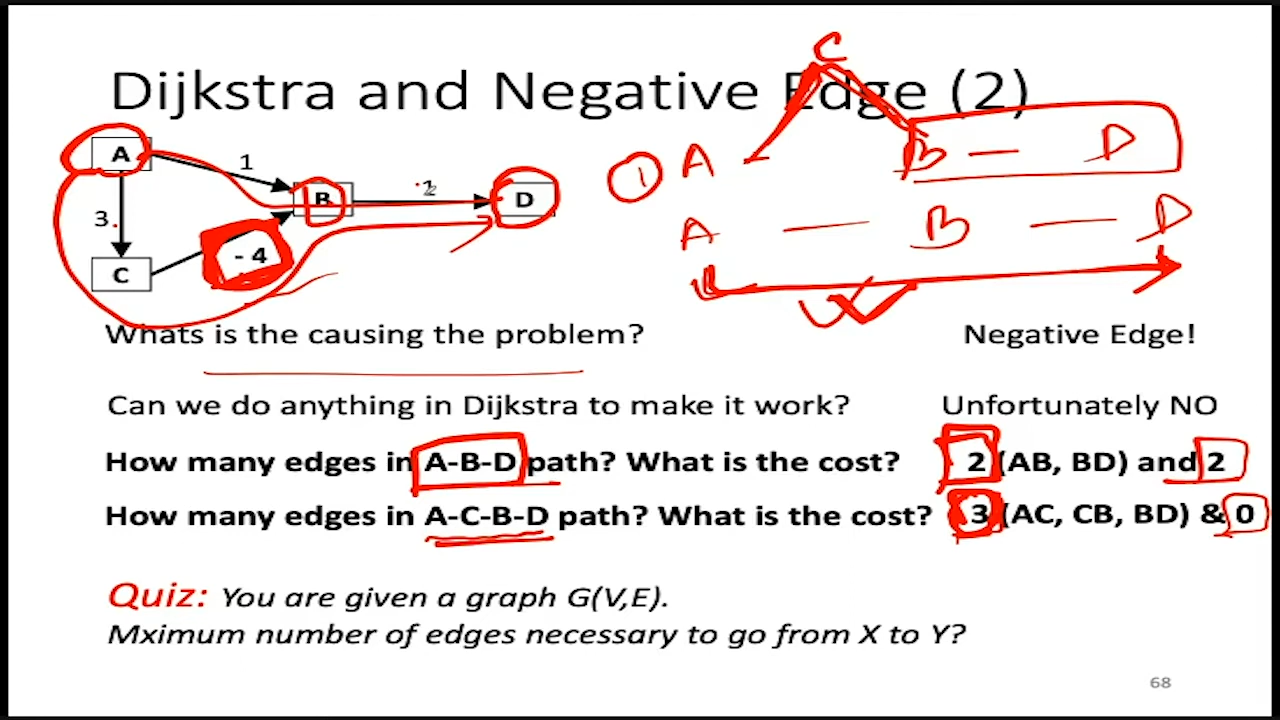 Dijkstra and Negative Edge (2)
C
A
1
B
D
3
C
- 4
1 A B D
A B D
Whats is the causing the problem? Negative Edge!
Can we do anything in Dijkstra to make it work? Unfortunately NO
How many edges in A-B-D path? What is the cost? 2 (AB, BD) and 2
How many edges in A-C-B-D path? What is the cost? 3 (AC, CB, BD) & 0
Quiz: You are given a graph G(V,E).
Mximum number of edges necessary to go from X to Y?
68